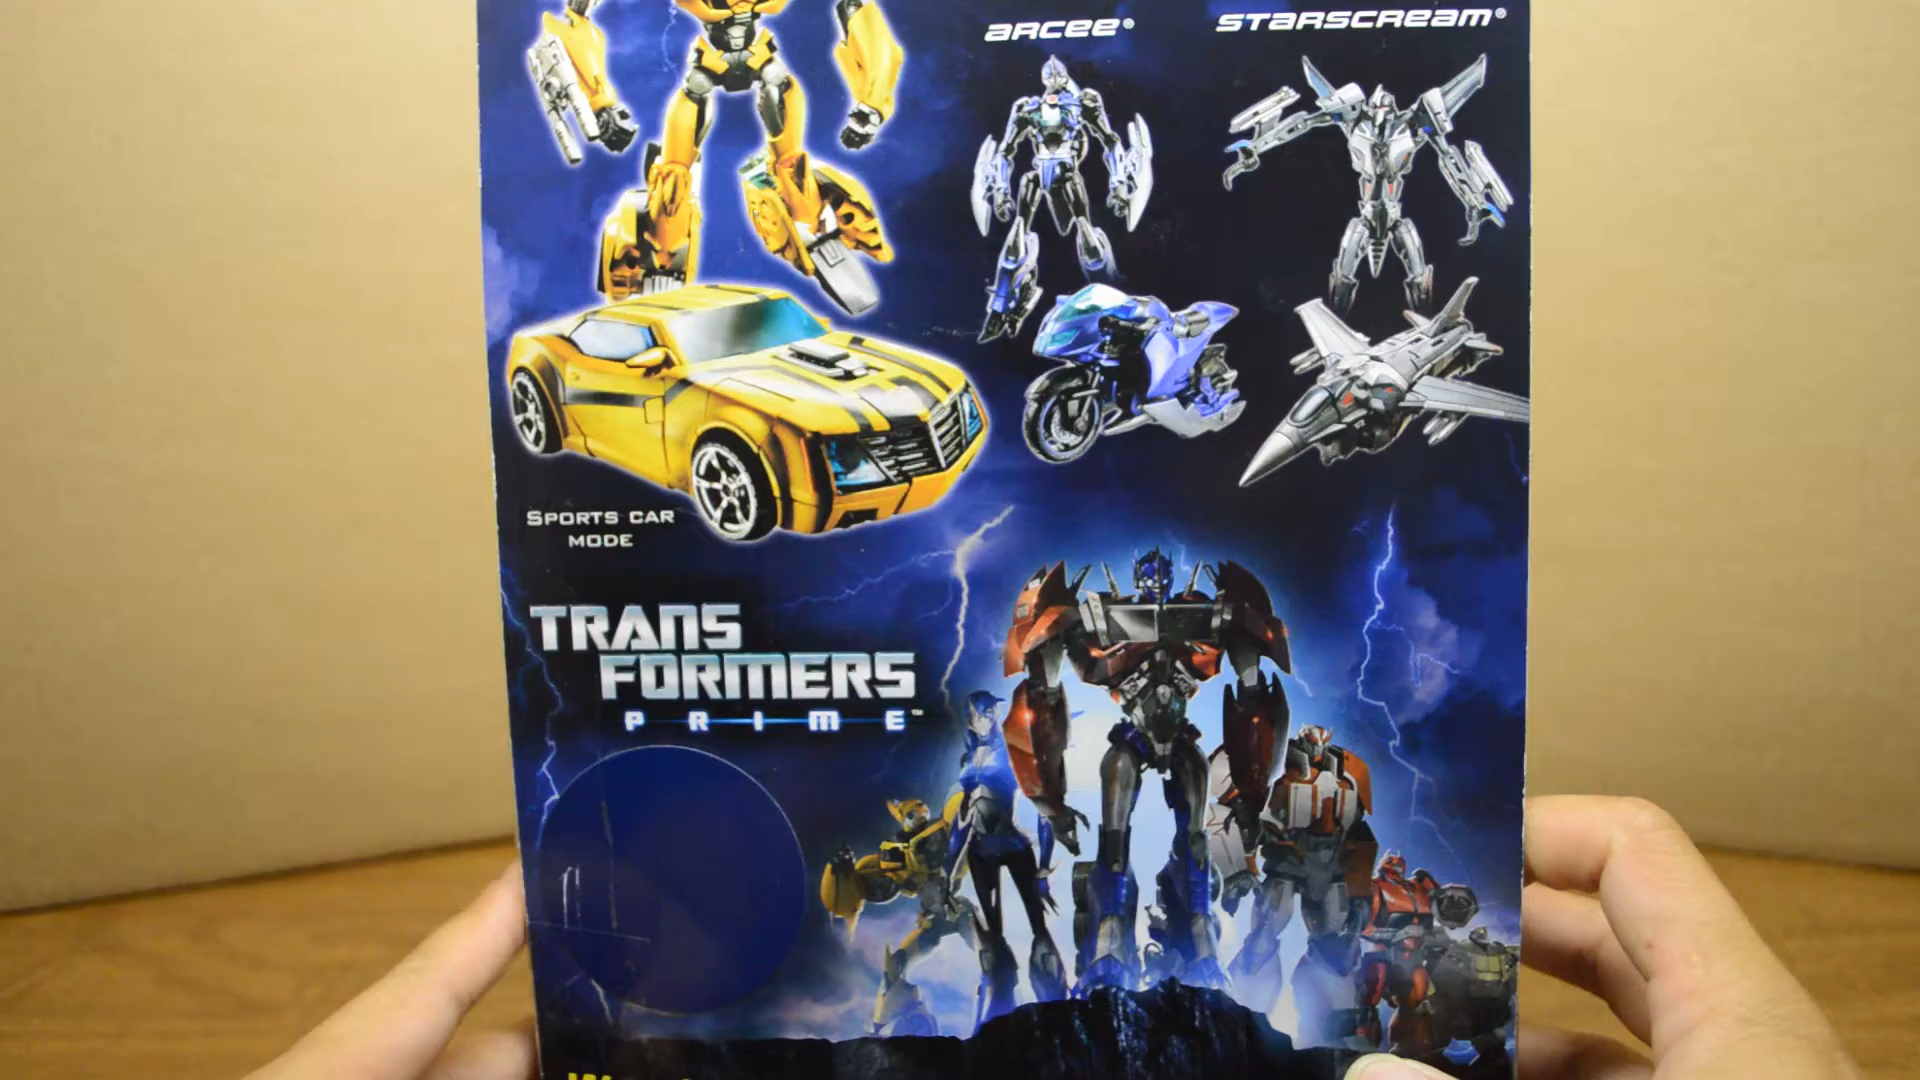 ARCEE®
STARSCREAM®
SPORTS CAR
MODE
TRANS
FORMERS
PRIME™